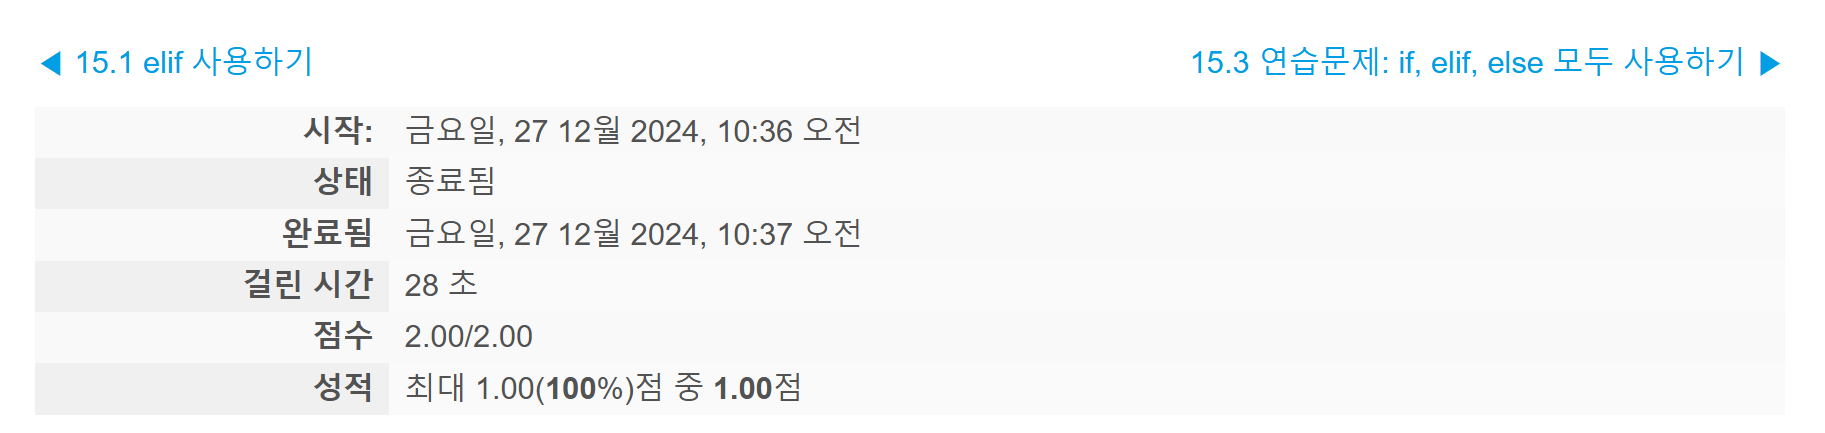 ◀ 15.1 elif 사용하기
15.3 연습문제: if, elif, else 모두 사용하기 ▶
시작: 금요일, 27 12월 2024, 10:36 오전
상태 종료됨
완료됨 금요일, 27 12월 2024, 10:37 오전
걸린 시간 28 초
점수 2.00/2.00
성적 최대 1.00(100%)점 중 1.00점